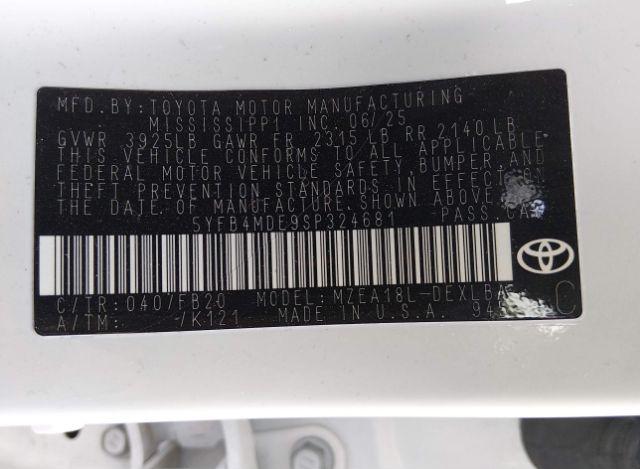 MFD.BY:TOYOTA MOTOR MANUFACTURING
MISSISSIPPI INC.06/25
GVWR 3925LB GAWR FR 2315 LB RR 2140 LB
THIS VEHICLE CONFORMS TO ALL APPLICABLE
FEDERAL MOTOR VEHICLE SAFETY,BUMPER,AND
THEFT PREVENTION STANDARDS IN EFFECT ON
THE DATE OF MANUFACTURE SHOWN ABOVE.
5YFB4MDE9SP324681 PASS.CAR
C/TR:0407/FB20 MODEL:MZEA18L-DEXLBA
A/TM: /K121 MADE IN U.S.A. C